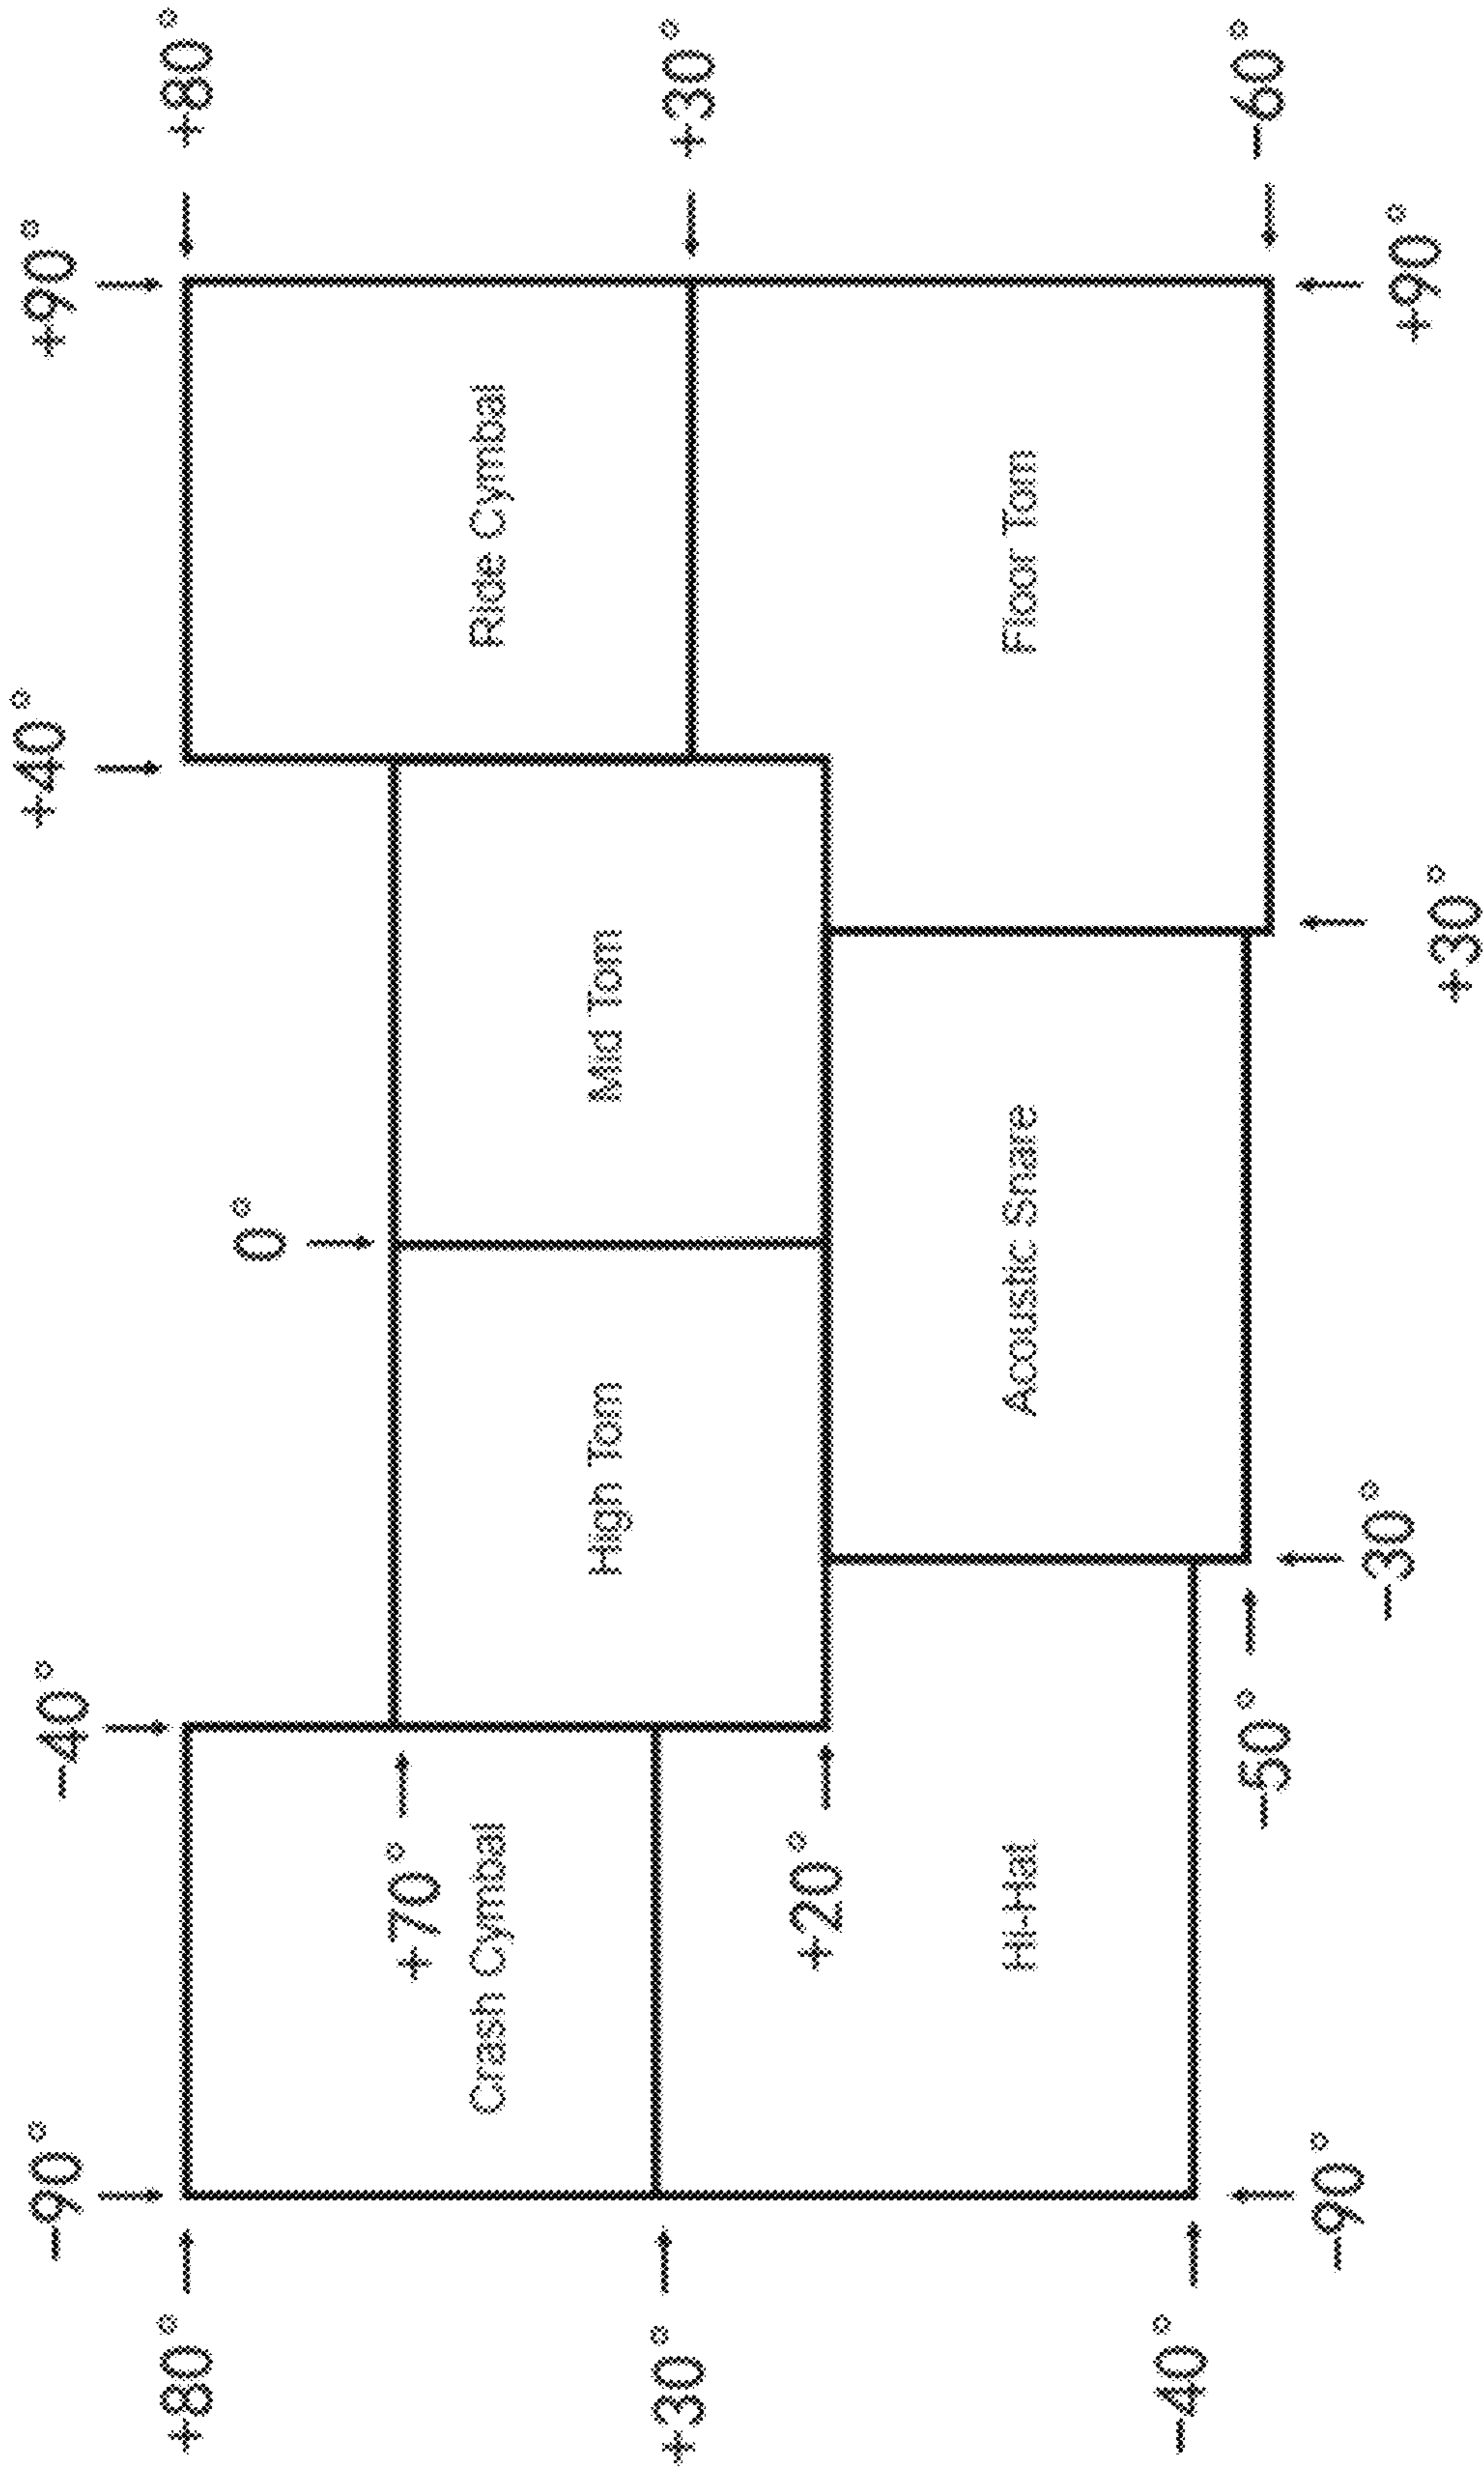 -90°
-40°
+40°
+90°
0°
+80°
+80°
+70°
Crash Cymbal
Ride Cymbal
High Tom
Mid Tom
+30°
+30°
+20°
Hi-Hat
Acoustic Snare
Floor Tom
-40°
-50°
-60°
-90°
-30°
+30°
+90°